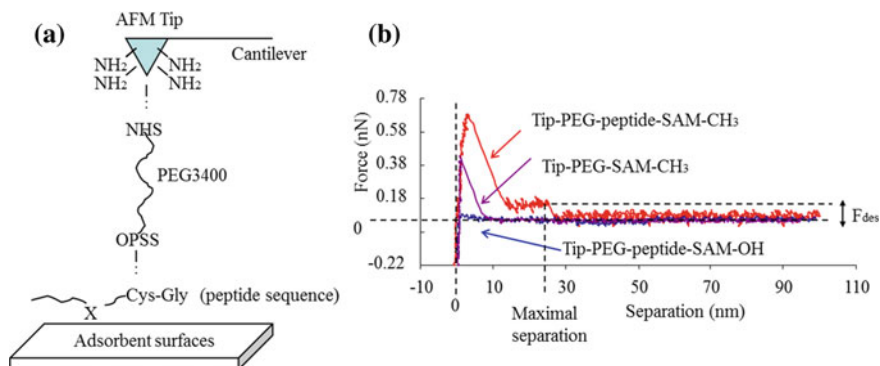 (a)
AFM Tip
Cantilever
NH2 NH2
NH2 NH2
NHS
PEG3400
OPSS
Cys-Gly (peptide sequence)
X
Adsorbent surfaces
(b)
Force (nN)
0.78
0.58
0.38
0.18
0
-0.22
Tip-PEG-peptide-SAM-CH3
Tip-PEG-SAM-CH3
Tip-PEG-peptide-SAM-OH
Fdes
-10 0 10 30 50 70 90 110
Maximal
separation
Separation (nm)